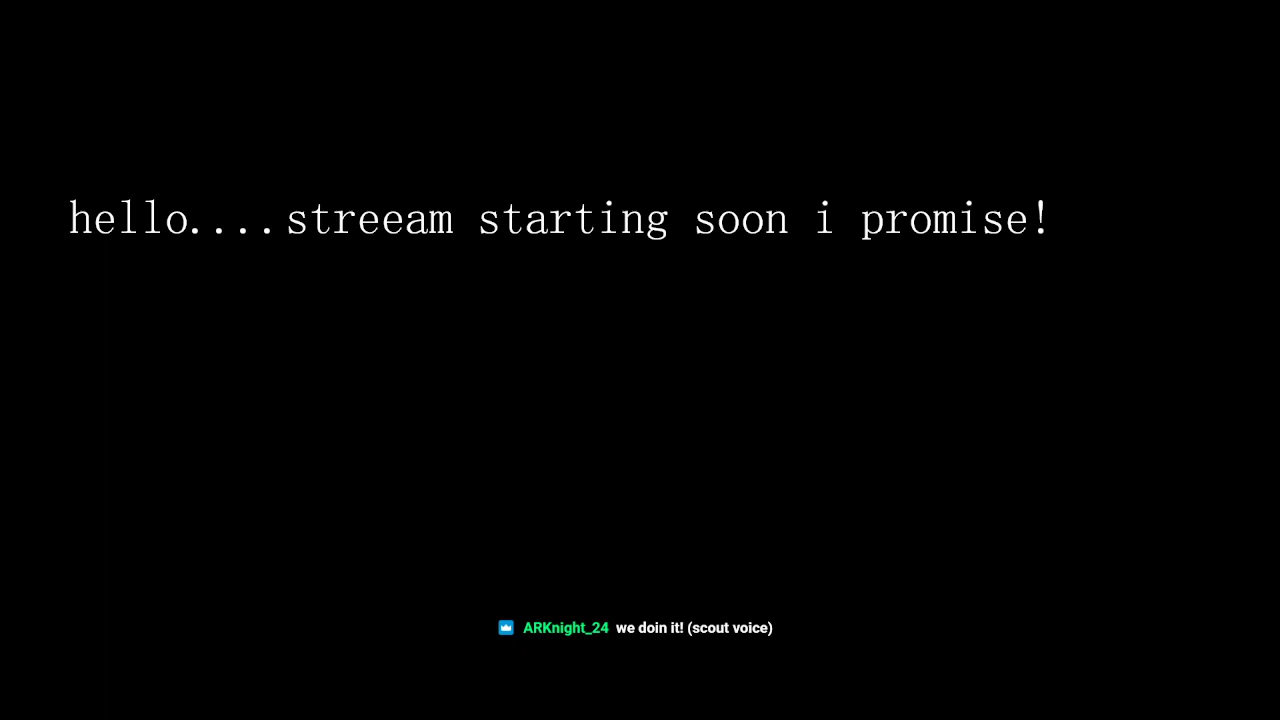 hello....streeam starting soon i promise!
ARKnight_24 we doin it! (scout voice)